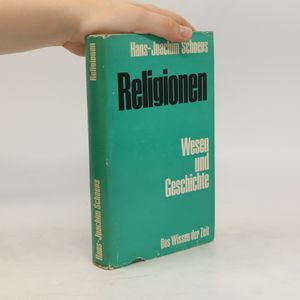 Hans-Joachim Schoeps
Religionen
Wesen
und
Geschichte
Das Wissen der Zeit
Religionen
Hans-Joachim Schoeps